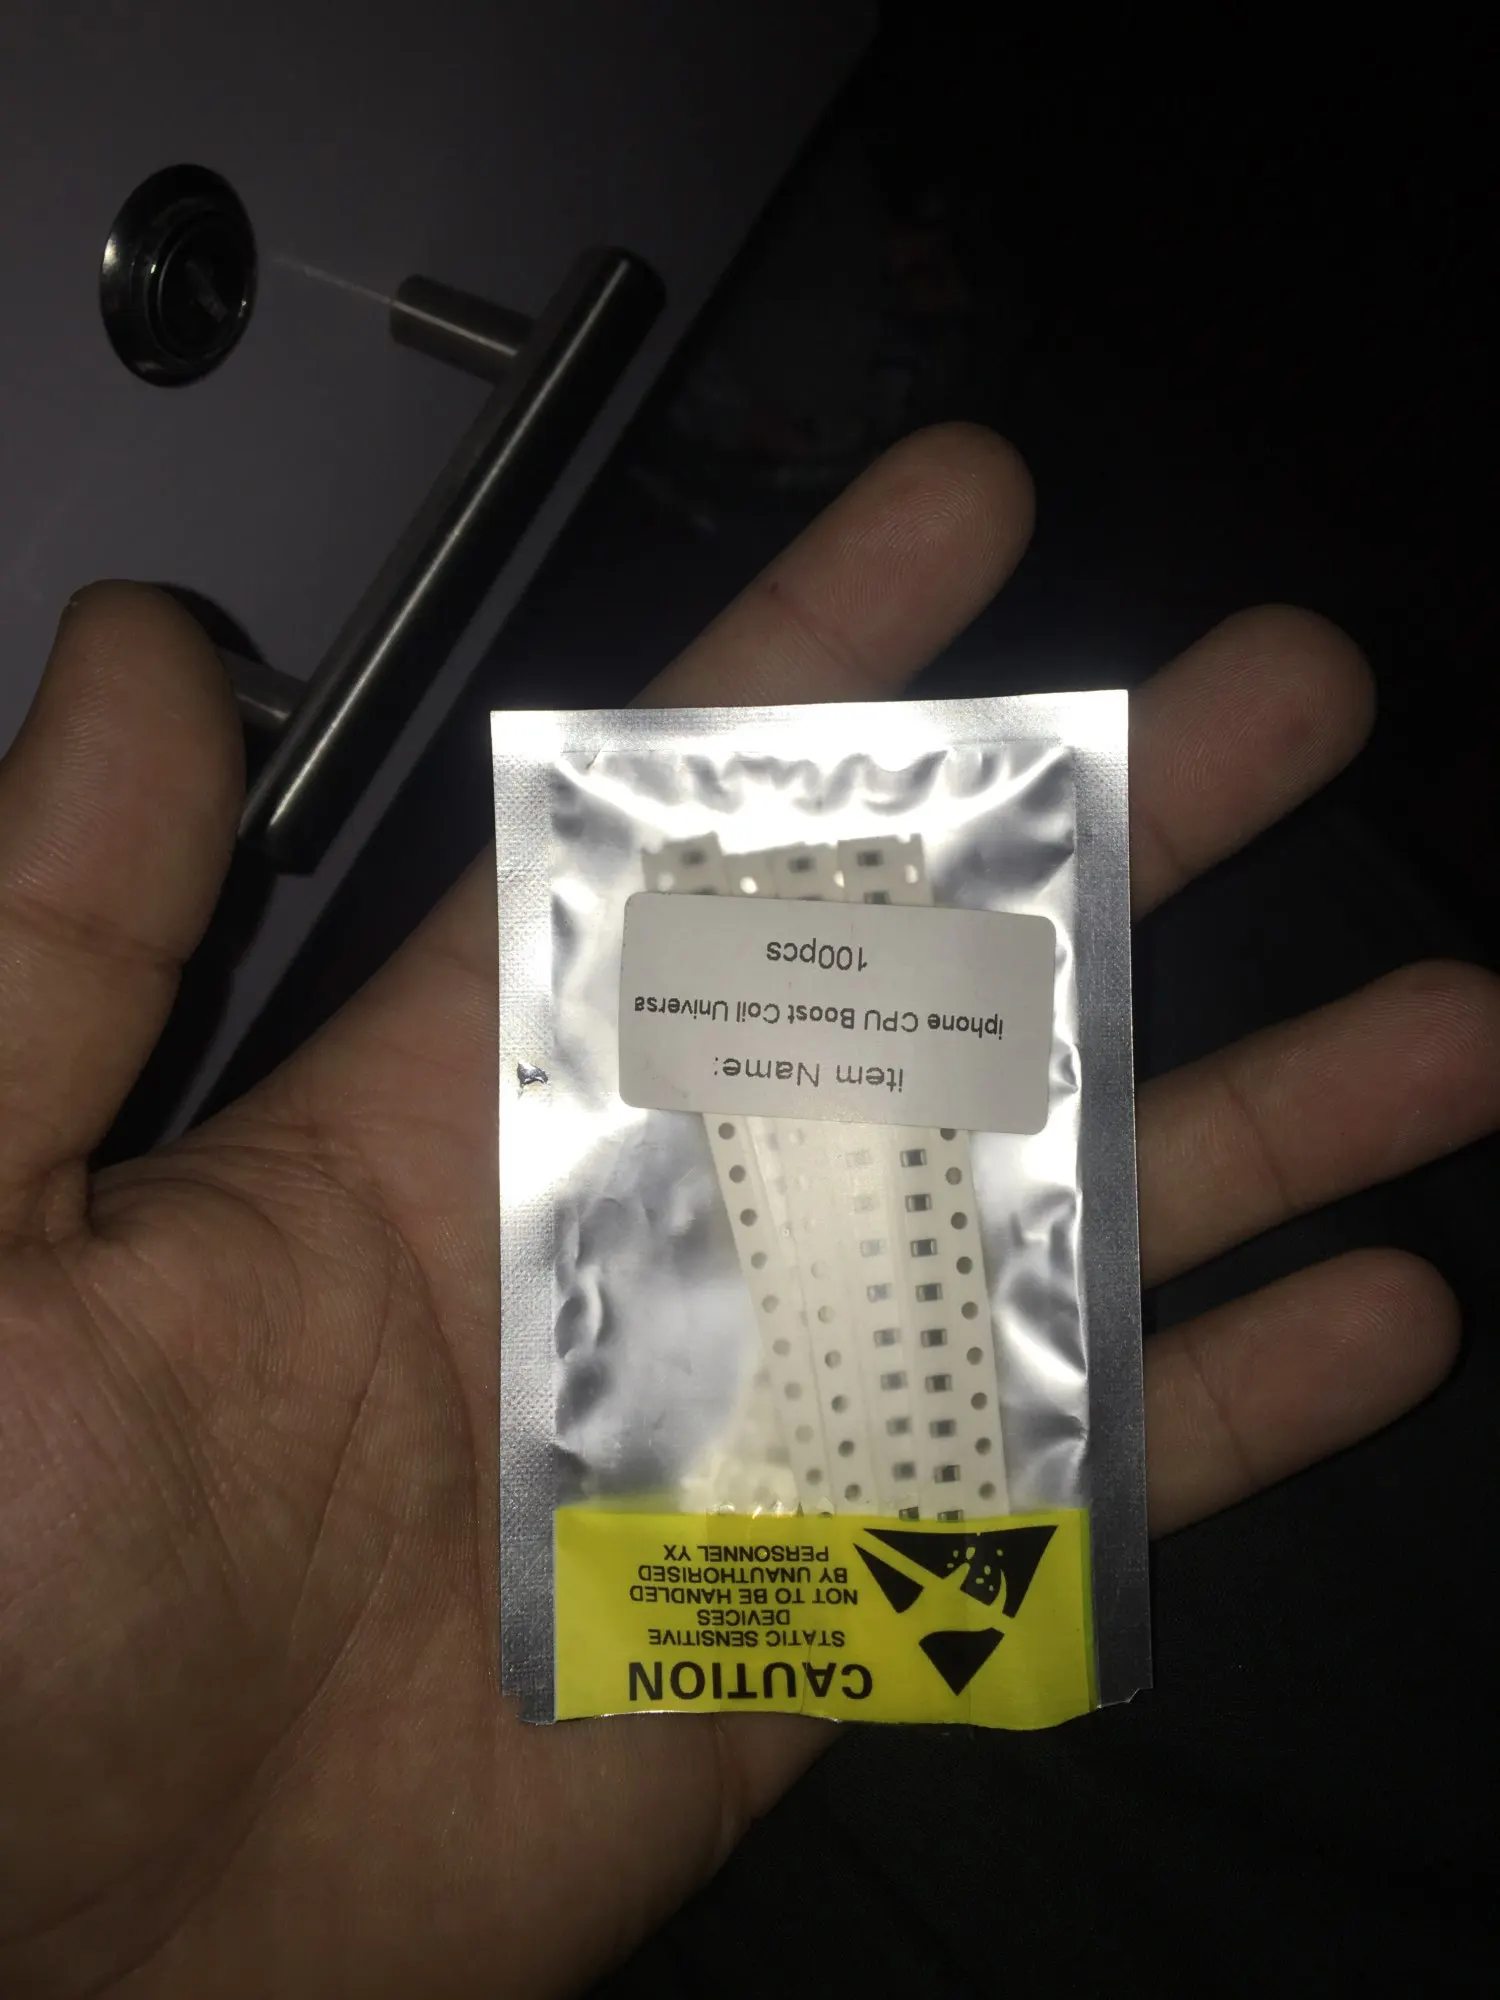 item Name:
iphone CPU Boost Coil Universa
100pcs
CAUTION
STATIC SENSITIVE
DEVICES
NOT TO BE HANDLED
BY UNAUTHORISED
PERSONNEL YX